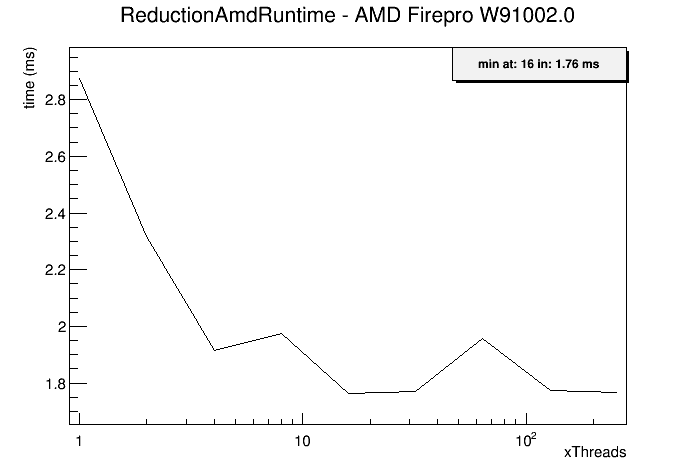 ReductionAmdRuntime - AMD Firepro W91002.0
min at: 16 in: 1.76 ms
time (ms)
2.8
2.6
2.4
2.2
2
1.8
1 10 10²
xThreads